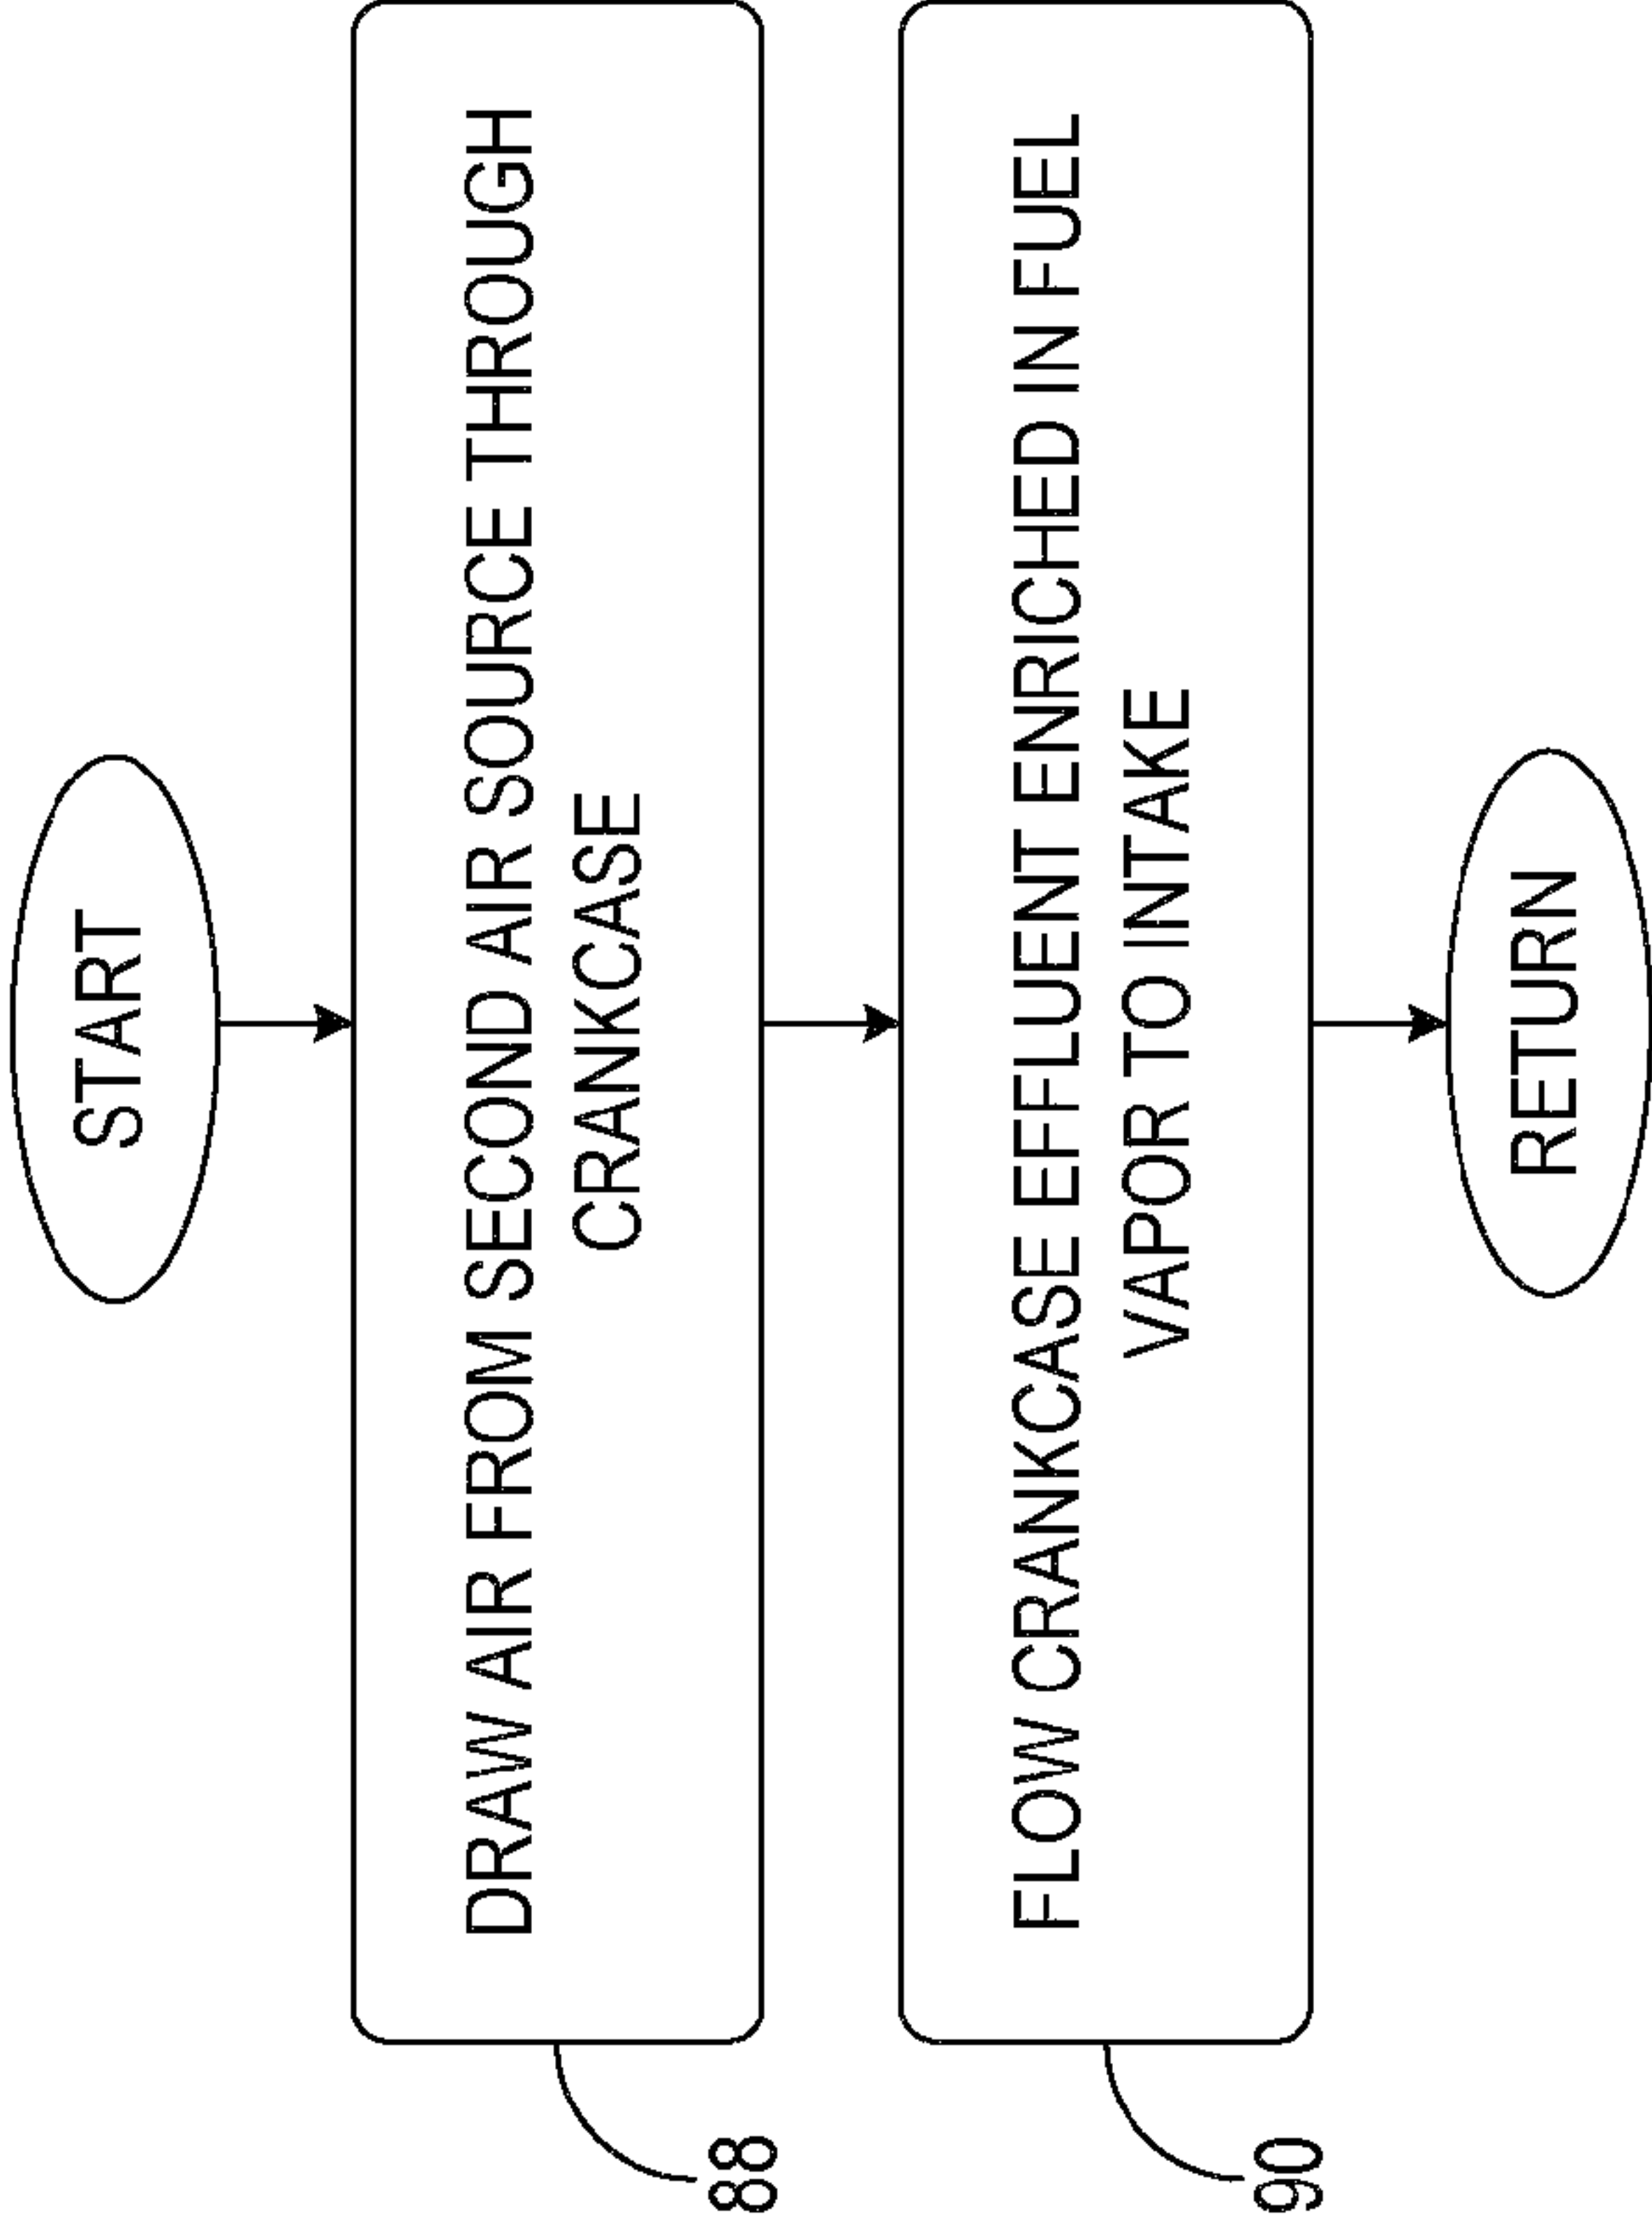 START
DRAW AIR FROM SECOND AIR SOURCE THROUGH
CRANKCASE
88
FLOW CRANKCASE EFFLUENT ENRICHED IN FUEL
VAPOR TO INTAKE
90
RETURN